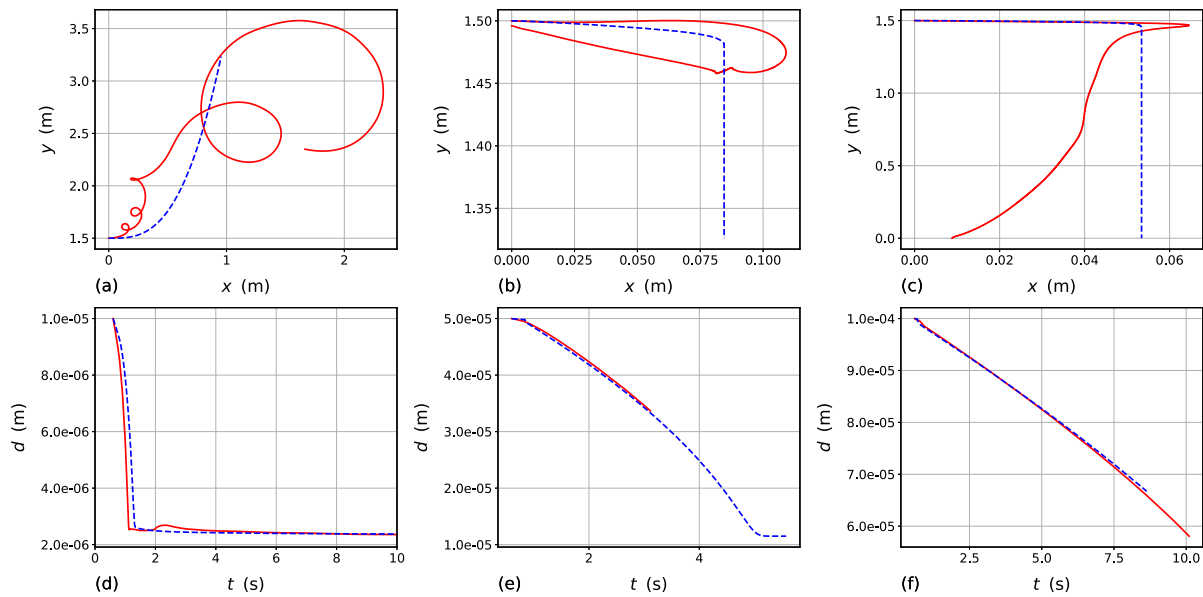 3.5
3.0
2.5
2.0
1.5
y (m)
0 1 2
(a) x (m)
1.50
1.45
1.40
1.35
y (m)
0.000 0.025 0.050 0.075 0.100
(b) x (m)
1.5
1.0
0.5
0.0
y (m)
0.00 0.02 0.04 0.06
(c) x (m)
1.0e-05
8.0e-06
6.0e-06
4.0e-06
2.0e-06
d (m)
0 2 4 6 8 10
(d) t (s)
5.0e-05
4.0e-05
3.0e-05
2.0e-05
1.0e-05
d (m)
2 4
(e) t (s)
1.0e-04
9.0e-05
8.0e-05
7.0e-05
6.0e-05
d (m)
2.5 5.0 7.5 10.0
(f) t (s)